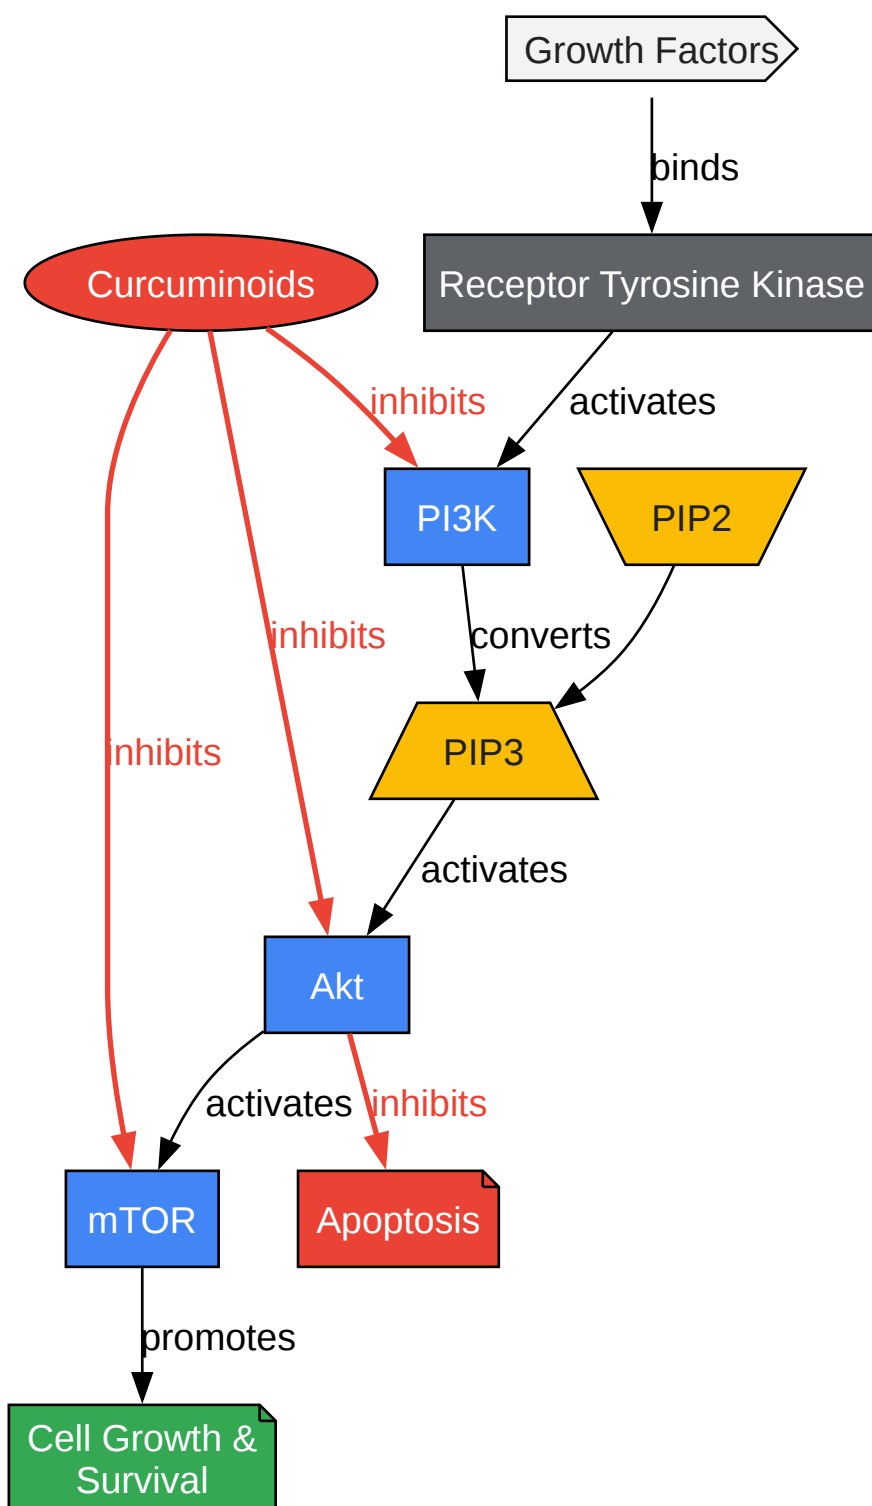 Growth Factors
binds
Curcuminoids
Receptor Tyrosine Kinase
inhibits
activates
PI3K
PIP2
inhibits
converts
inhibits
PIP3
activates
Akt
activates
inhibits
mTOR
Apoptosis
promotes
Cell Growth &
Survival